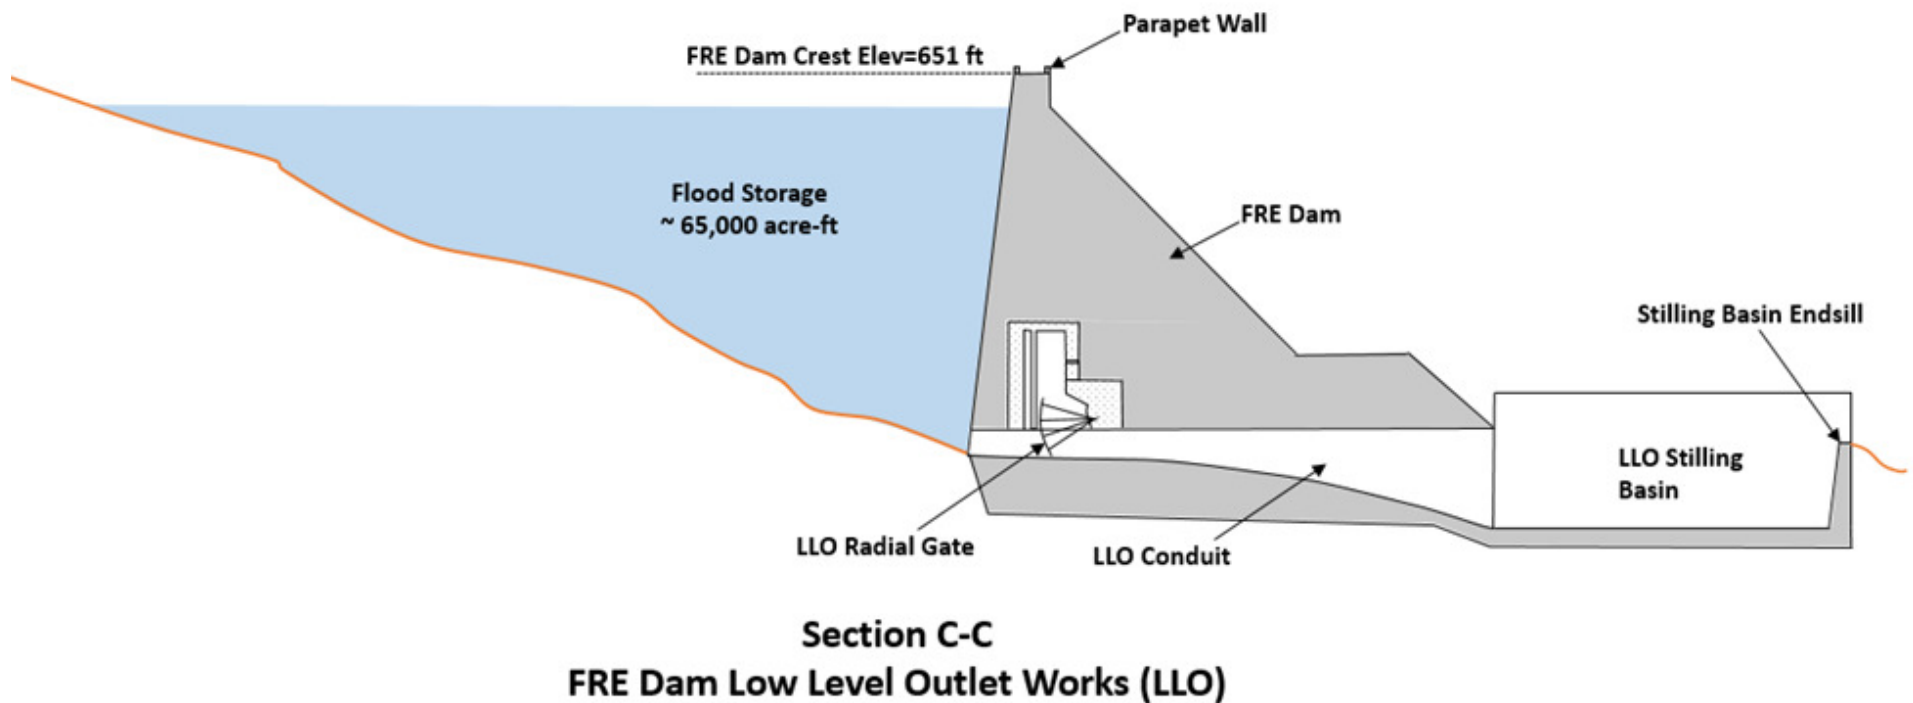 Parapet Wall
FRE Dam Crest Elev=651 ft
Flood Storage
~ 65,000 acre-ft
FRE Dam
Stilling Basin Endsill
LLO Stilling
Basin
LLO Radial Gate
LLO Conduit
Section C-C
FRE Dam Low Level Outlet Works (LLO)